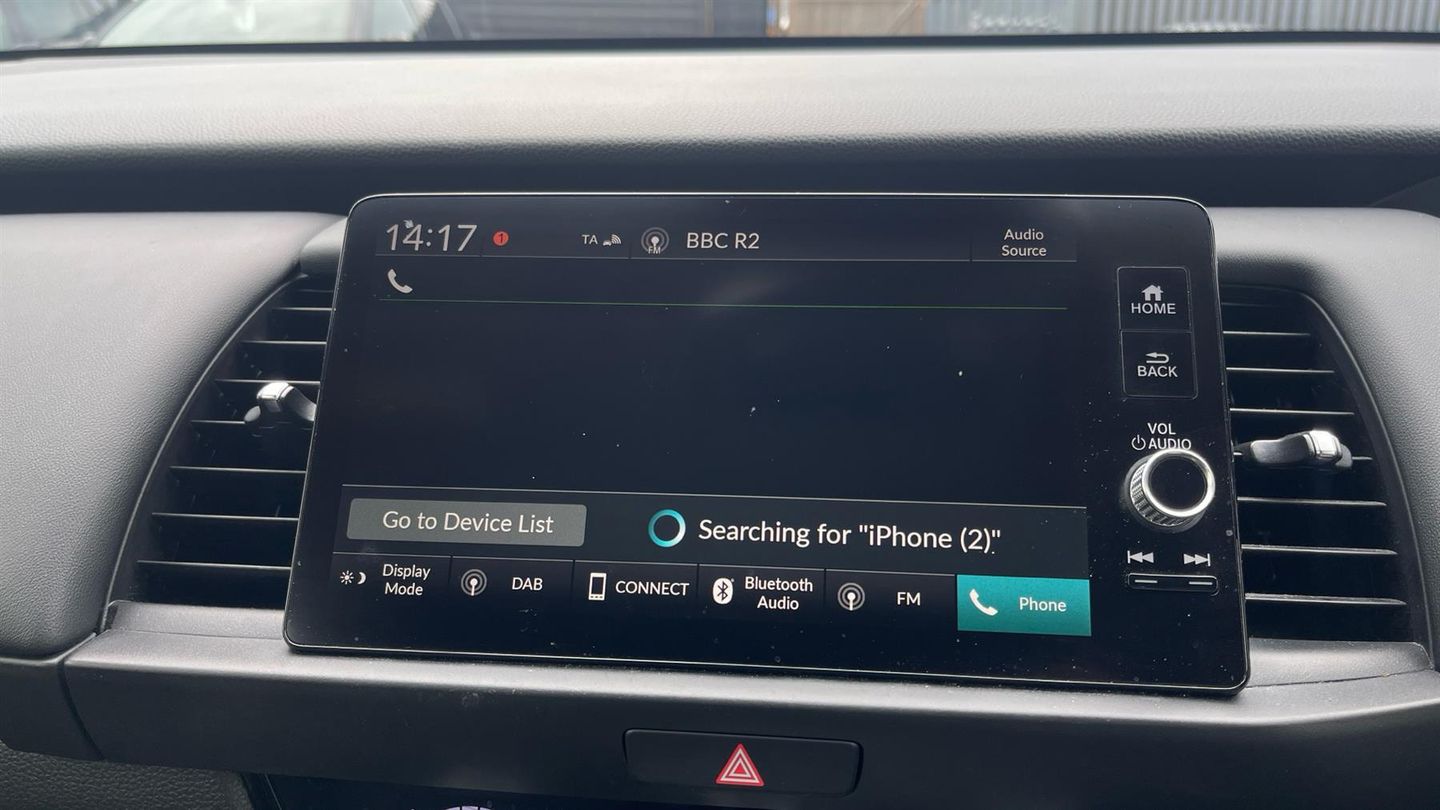 14:17
1
TA
FM
BBC R2
Audio
Source
HOME
BACK
VOL
AUDIO
Go to Device List
Searching for "iPhone (2)"
Display
Mode
DAB
CONNECT
Bluetooth
Audio
FM
Phone